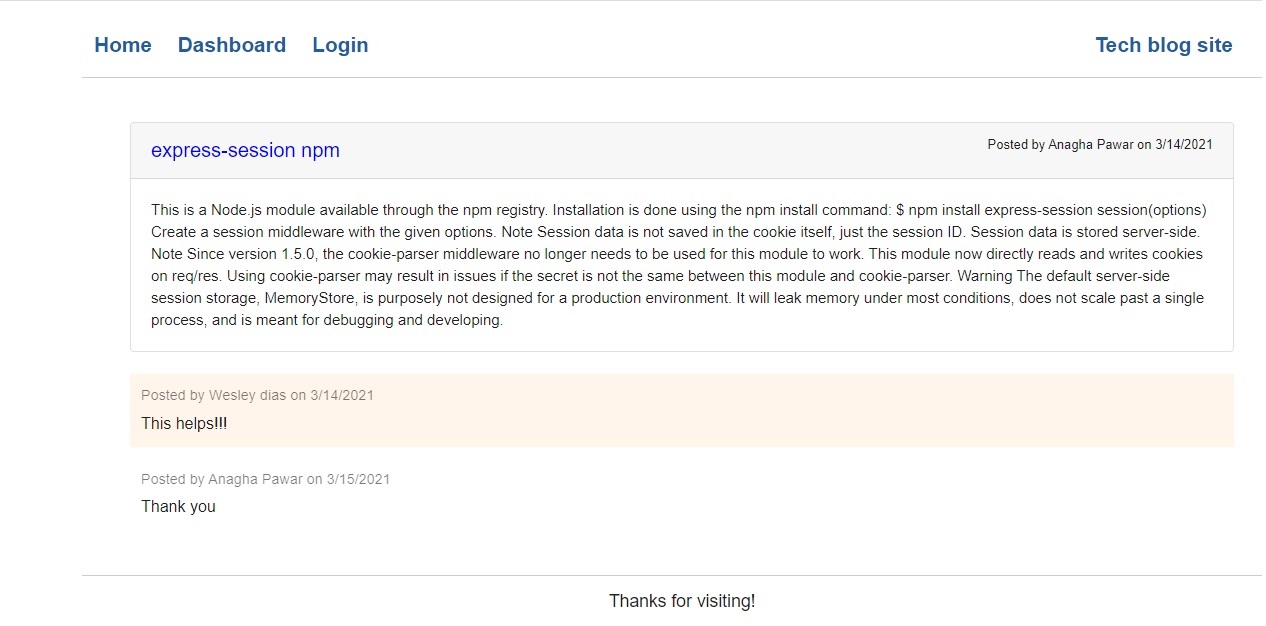 Home Dashboard Login Tech blog site
express-session npm Posted by Anagha Pawar on 3/14/2021
This is a Node.js module available through the npm registry. Installation is done using the npm install command: $ npm install express-session session(options)
Create a session middleware with the given options. Note Session data is not saved in the cookie itself, just the session ID. Session data is stored server-side.
Note Since version 1.5.0, the cookie-parser middleware no longer needs to be used for this module to work. This module now directly reads and writes cookies
on req/res. Using cookie-parser may result in issues if the secret is not the same between this module and cookie-parser. Warning The default server-side
session storage, MemoryStore, is purposely not designed for a production environment. It will leak memory under most conditions, does not scale past a single
process, and is meant for debugging and developing.
Posted by Wesley dias on 3/14/2021
This helps!!!
Posted by Anagha Pawar on 3/15/2021
Thank you
Thanks for visiting!